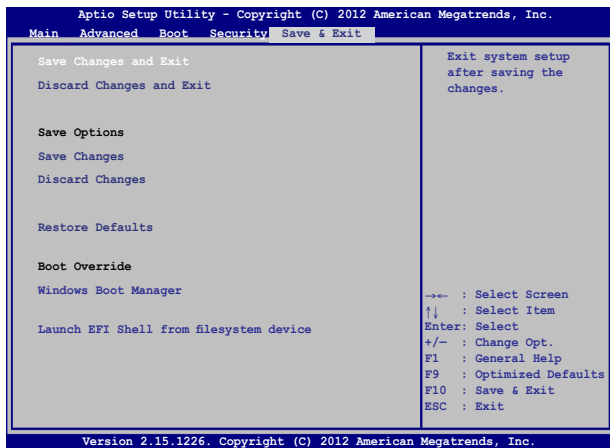 Aptio Setup Utility - Copyright (C) 2012 American Megatrends, Inc.
Main Advanced Boot Security Save & Exit
Save Changes and Exit
Discard Changes and Exit
Save Options
Save Changes
Discard Changes
Restore Defaults
Boot Override
Windows Boot Manager
Launch EFI Shell from filesystem device
Exit system setup
after saving the
changes.
→← : Select Screen
↑↓ : Select Item
Enter: Select
+/— : Change Opt.
F1 : General Help
F9 : Optimized Defaults
F10 : Save & Exit
ESC : Exit
Version 2.15.1226. Copyright (C) 2012 American Megatrends, Inc.